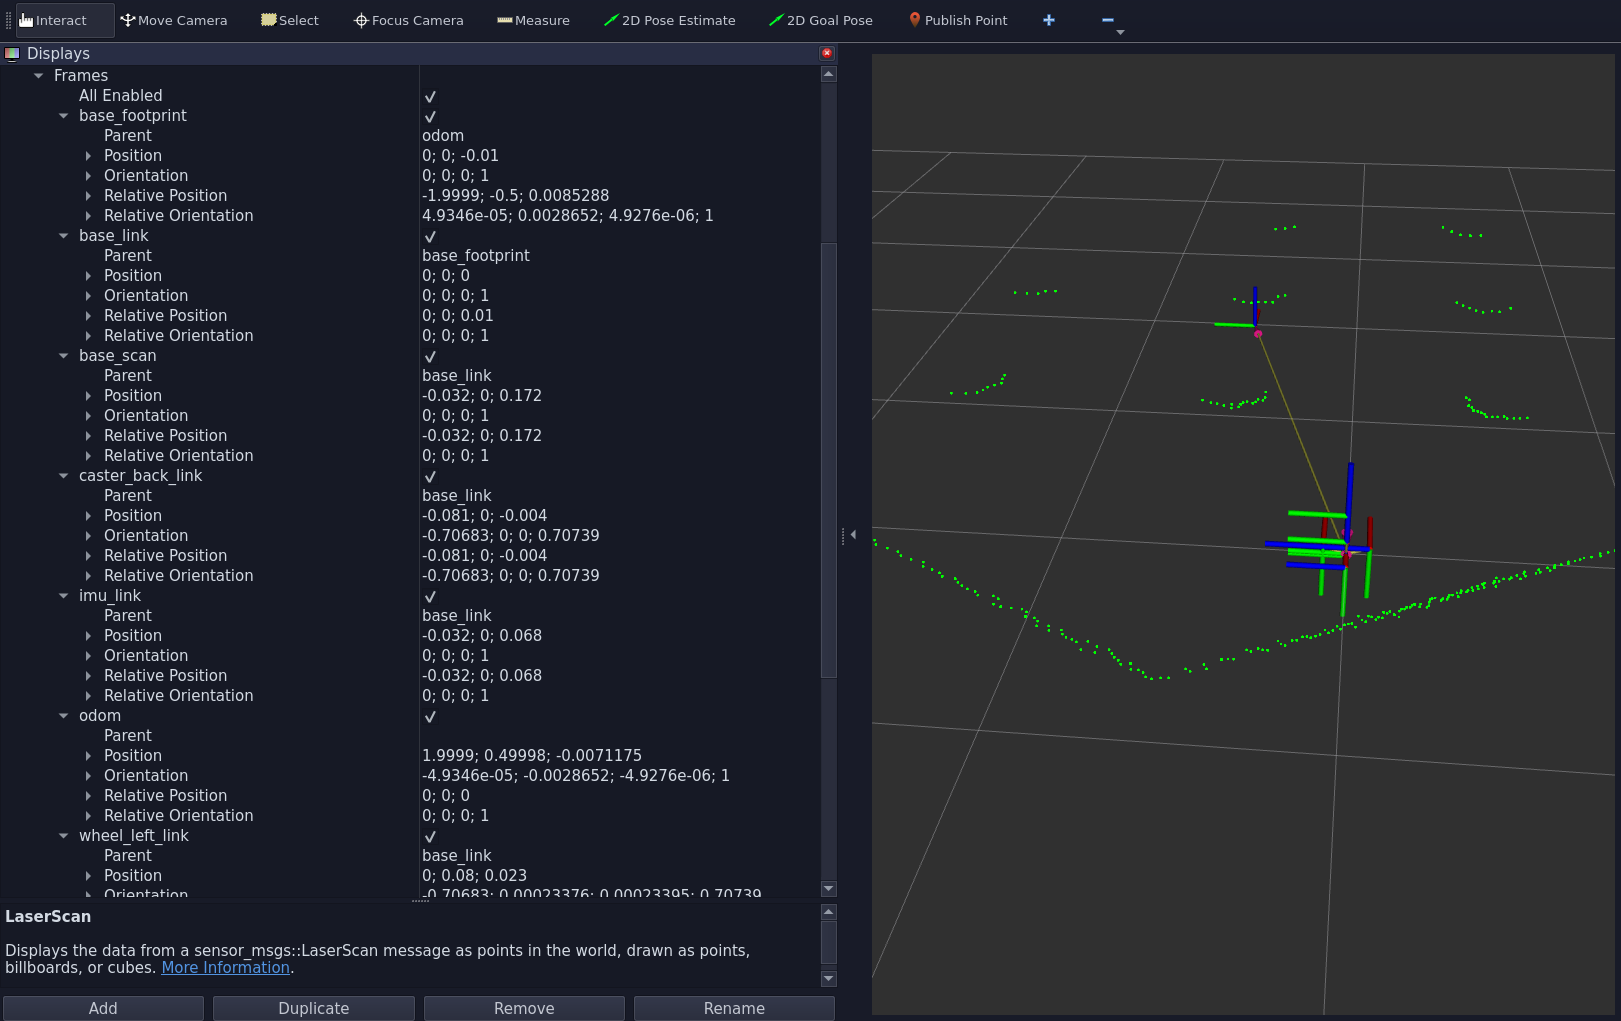 Interact Move Camera Select Focus Camera Measure 2D Pose Estimate 2D Goal Pose Publish Point
Displays
Frames
All Enabled
base_footprint
Parent odom
Position 0; 0; -0.01
Orientation 0; 0; 0; 1
Relative Position -1.9999; -0.5; 0.0085288
Relative Orientation 4.9346e-05; 0.0028652; 4.9276e-06; 1
base_link
Parent base_footprint
Position 0; 0; 0
Orientation 0; 0; 0; 1
Relative Position 0; 0; 0.01
Relative Orientation 0; 0; 0; 1
base_scan
Parent base_link
Position -0.032; 0; 0.172
Orientation 0; 0; 0; 1
Relative Position -0.032; 0; 0.172
Relative Orientation 0; 0; 0; 1
caster_back_link
Parent base_link
Position -0.081; 0; -0.004
Orientation -0.70683; 0; 0; 0.70739
Relative Position -0.081; 0; -0.004
Relative Orientation -0.70683; 0; 0; 0.70739
imu_link
Parent base_link
Position -0.032; 0; 0.068
Orientation 0; 0; 0; 1
Relative Position -0.032; 0; 0.068
Relative Orientation 0; 0; 0; 1
odom
Parent
Position 1.9999; 0.49998; -0.0071175
Orientation -4.9346e-05; -0.0028652; -4.9276e-06; 1
Relative Position 0; 0; 0
Relative Orientation 0; 0; 0; 1
wheel_left_link
Parent base_link
Position 0; 0.08; 0.023
Orientation -0.70683; 0.00023376; 0.00023395; 0.70739
LaserScan
Displays the data from a sensor_msgs::LaserScan message as points in the world, drawn as points,
billboards, or cubes. More Information.
Add Duplicate Remove Rename